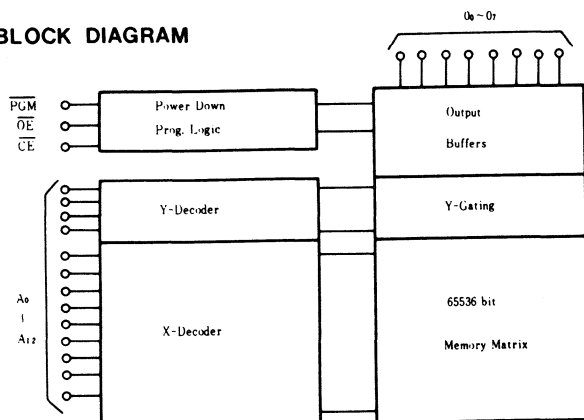 BLOCK DIAGRAM
O₀~O₇
PGM
OE
CE
Power Down
Prog. Logic
Output
Buffers
Y-Decoder
Y-Gating
A₀
~
A₁₂
X-Decoder
65536 bit
Memory Matrix